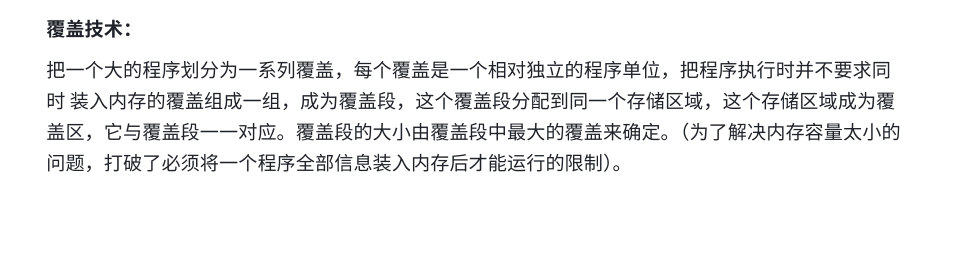 覆盖技术：
把一个大的程序划分为一系列覆盖，每个覆盖是一个相对独立的程序单位，把程序执行时并不要求同
时 装入内存的覆盖组成一组，成为覆盖段，这个覆盖段分配到同一个存储区域，这个存储区域成为覆
盖区，它与覆盖段一一对应。覆盖段的大小由覆盖段中最大的覆盖来确定。（为了解决内存容量太小的
问题，打破了必须将一个程序全部信息装入内存后才能运行的限制）。